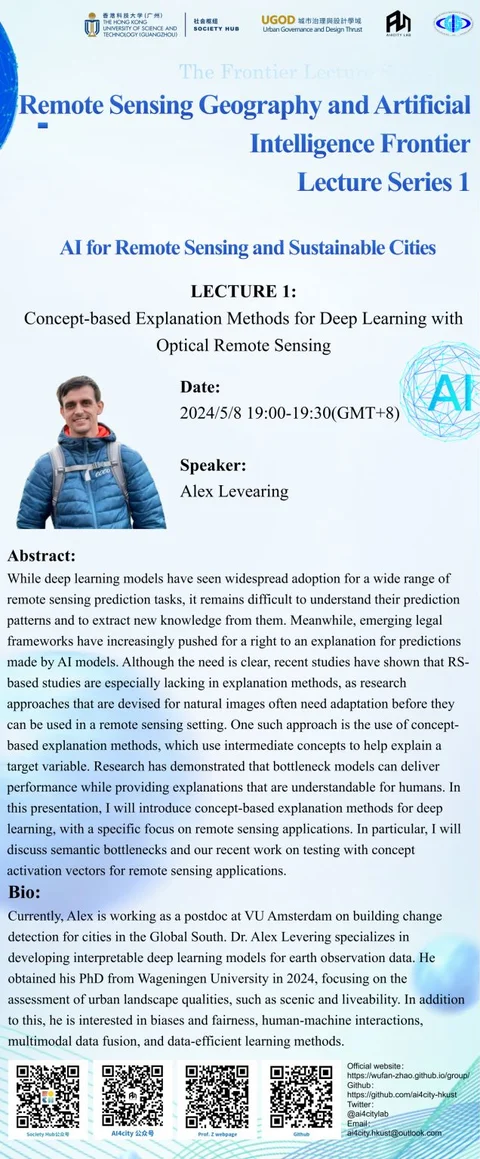 香港科技大學(广州)
THE HONG KONG
UNIVERSITY OF SCIENCE AND
TECHNOLOGY (GUANGZHOU)
社會樞紐
SOCIETY HUB
UGOD 城市治理與設計學域
Urban Governance and Design Thrust
AI4CITY LAB
The Frontier Lecture S
Remote Sensing Geography and Artificial
Intelligence Frontier
Lecture Series 1
AI for Remote Sensing and Sustainable Cities
LECTURE 1:
Concept-based Explanation Methods for Deep Learning with
Optical Remote Sensing
AI
Date:
2024/5/8 19:00-19:30(GMT+8)
Speaker:
Alex Levearing
Abstract:
While deep learning models have seen widespread adoption for a wide range of
remote sensing prediction tasks, it remains difficult to understand their prediction
patterns and to extract new knowledge from them. Meanwhile, emerging legal
frameworks have increasingly pushed for a right to an explanation for predictions
made by AI models. Although the need is clear, recent studies have shown that RS-
based studies are especially lacking in explanation methods, as research
approaches that are devised for natural images often need adaptation before they
can be used in a remote sensing setting. One such approach is the use of concept-
based explanation methods, which use intermediate concepts to help explain a
target variable. Research has demonstrated that bottleneck models can deliver
performance while providing explanations that are understandable for humans. In
this presentation, I will introduce concept-based explanation methods for deep
learning, with a specific focus on remote sensing applications. In particular, I will
discuss semantic bottlenecks and our recent work on testing with concept
activation vectors for remote sensing applications.
Bio:
Currently, Alex is working as a postdoc at VU Amsterdam on building change
detection for cities in the Global South. Dr. Alex Levering specializes in
developing interpretable deep learning models for earth observation data. He
obtained his PhD from Wageningen University in 2024, focusing on the
assessment of urban landscape qualities, such as scenic and liveability. In addition
to this, he is interested in biases and fairness, human-machine interactions,
multimodal data fusion, and data-efficient learning methods.
Society Hub公众号
AI4city 公众号
Prof. Z webpage
Github
Official website:
https://wufan-zhao.github.io/group/
Github:
https://github.com/ai4city-hkust
Twitter:
@ai4citylab
Email:
ai4city.hkust@outlook.com